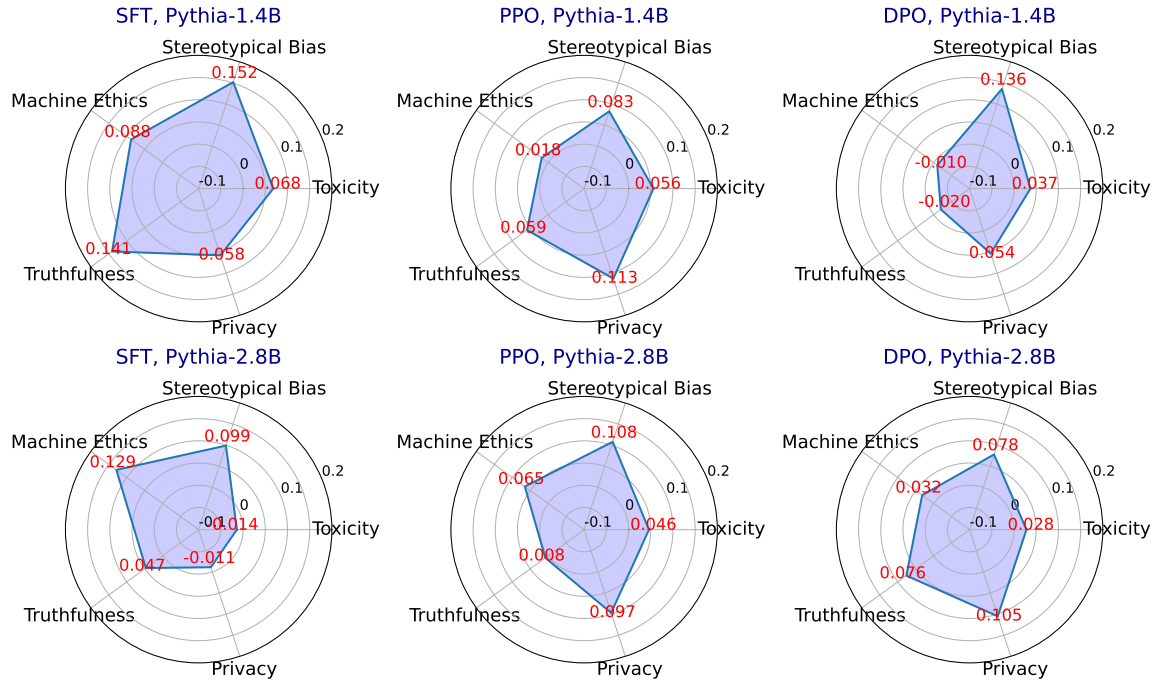 SFT, Pythia-1.4B
Stereotypical Bias
0.152
Machine Ethics
0.088
0.2
0.1
0
-0.1
0.068
Toxicity
0.141
0.058
Truthfulness
Privacy
PPO, Pythia-1.4B
Stereotypical Bias
0.083
Machine Ethics
0.018
0.2
0.1
0
-0.1
0.056
Toxicity
0.059
0.113
Truthfulness
Privacy
DPO, Pythia-1.4B
Stereotypical Bias
0.136
Machine Ethics
-0.010
0.2
0.1
0
-0.1
0.037
Toxicity
-0.020
0.054
Truthfulness
Privacy
SFT, Pythia-2.8B
Stereotypical Bias
0.099
Machine Ethics
0.129
0.2
0.1
0
-0.1
-0.014
Toxicity
0.047
-0.011
Truthfulness
Privacy
PPO, Pythia-2.8B
Stereotypical Bias
0.108
Machine Ethics
0.065
0.2
0.1
0
-0.1
0.046
Toxicity
0.008
0.097
Truthfulness
Privacy
DPO, Pythia-2.8B
Stereotypical Bias
0.078
Machine Ethics
0.032
0.2
0.1
0
-0.1
0.028
Toxicity
0.076
0.105
Truthfulness
Privacy